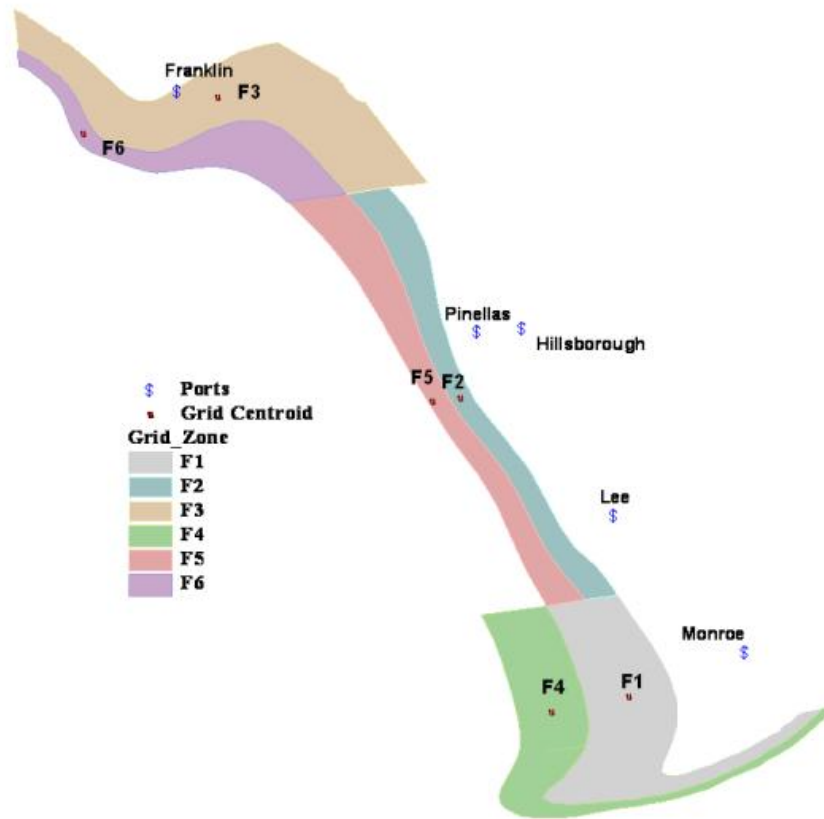 Franklin
F3
F6
Pinellas
Hillsborough
F5 F2
$ Ports
Grid Centroid
Grid_Zone
F1
F2
F3
F4
F5
F6
Lee
Monroe
F4
F1